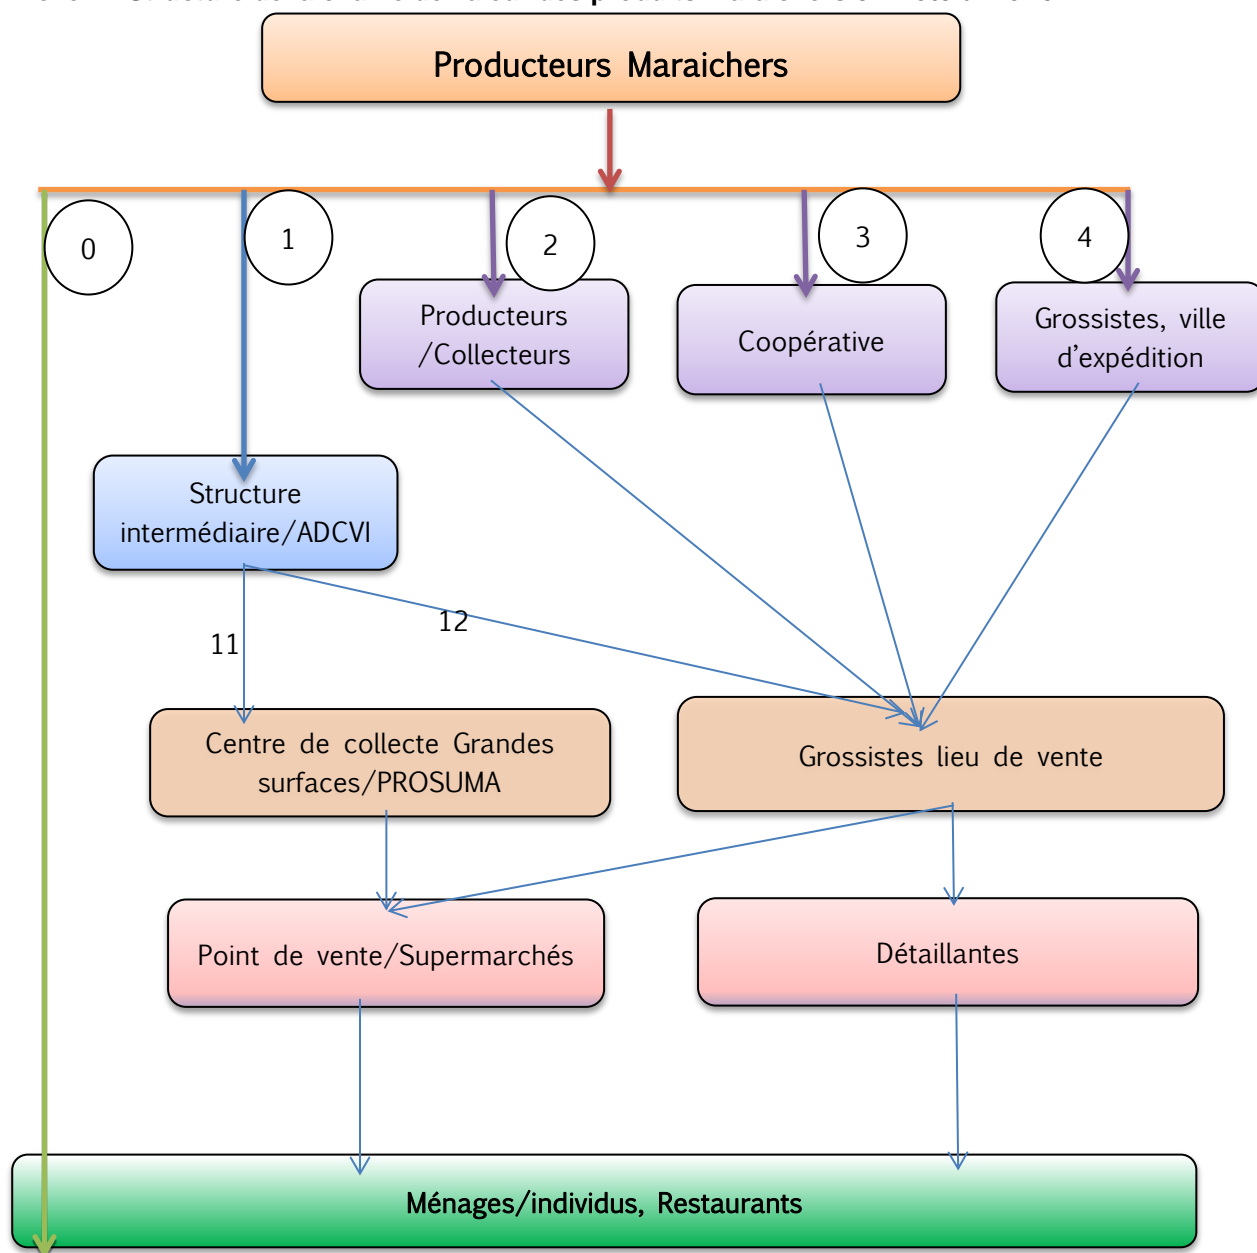 Producteurs Maraichers
0
1
2
3
4
Producteurs
/Collecteurs
Coopérative
Grossistes, ville
d'expédition
Structure
intermédiaire/ADCVI
12
11
Centre de collecte Grandes
surfaces/PROSUMA
Grossistes lieu de vente
Point de vente/Supermarchés
Détaillantes
Ménages/individus, Restaurants